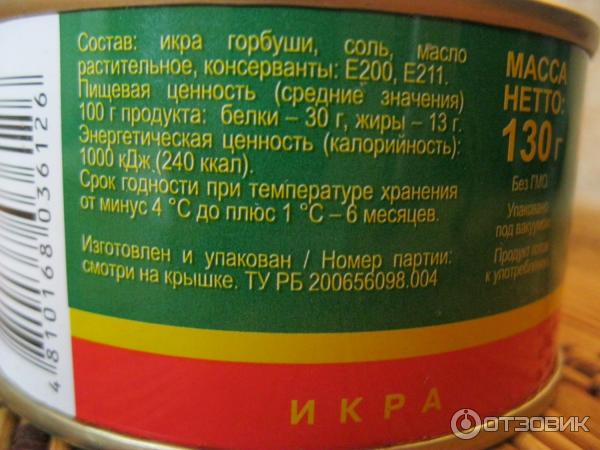 Состав: икра горбуши, соль, масло
растительное, консерванты: Е200, Е211.
Пищевая ценность (средние значения)
100 г продукта: белки – 30 г, жиры – 13 г.
Энергетическая ценность (калорийность):
1000 кДж (240 ккал).
Срок годности при температуре хранения
от минус 4 °С до плюс 1 °С – 6 месяцев.
Изготовлен и упакован / Номер партии:
смотри на крышке. ТУ РБ 200656098.004
МАССА
НЕТТО:
130 г
Без ГМО
Упаковано
под вакуумом
Продукт готов
к употреблению
4 810168 036126
ИКРА
ОТЗОВИК